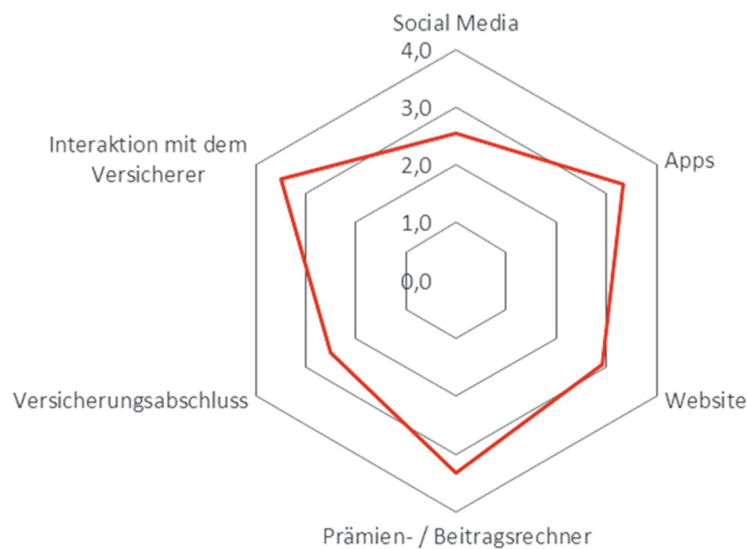 Social Media
4,0
3,0
2,0
1,0
0,0
Interaktion mit dem
Versicherer
Apps
Versicherungsabschluss
Website
Prämien- / Beitragsrechner